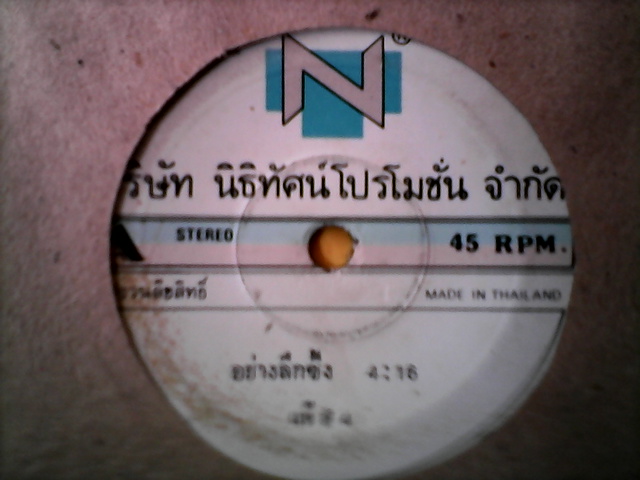 N ®
ริษัท นิธิทัศน์โปรโมชั่น จำกัด
A STEREO 45 RPM.
MADE IN THAILAND
อย่างลึกซึ้ง 4:16